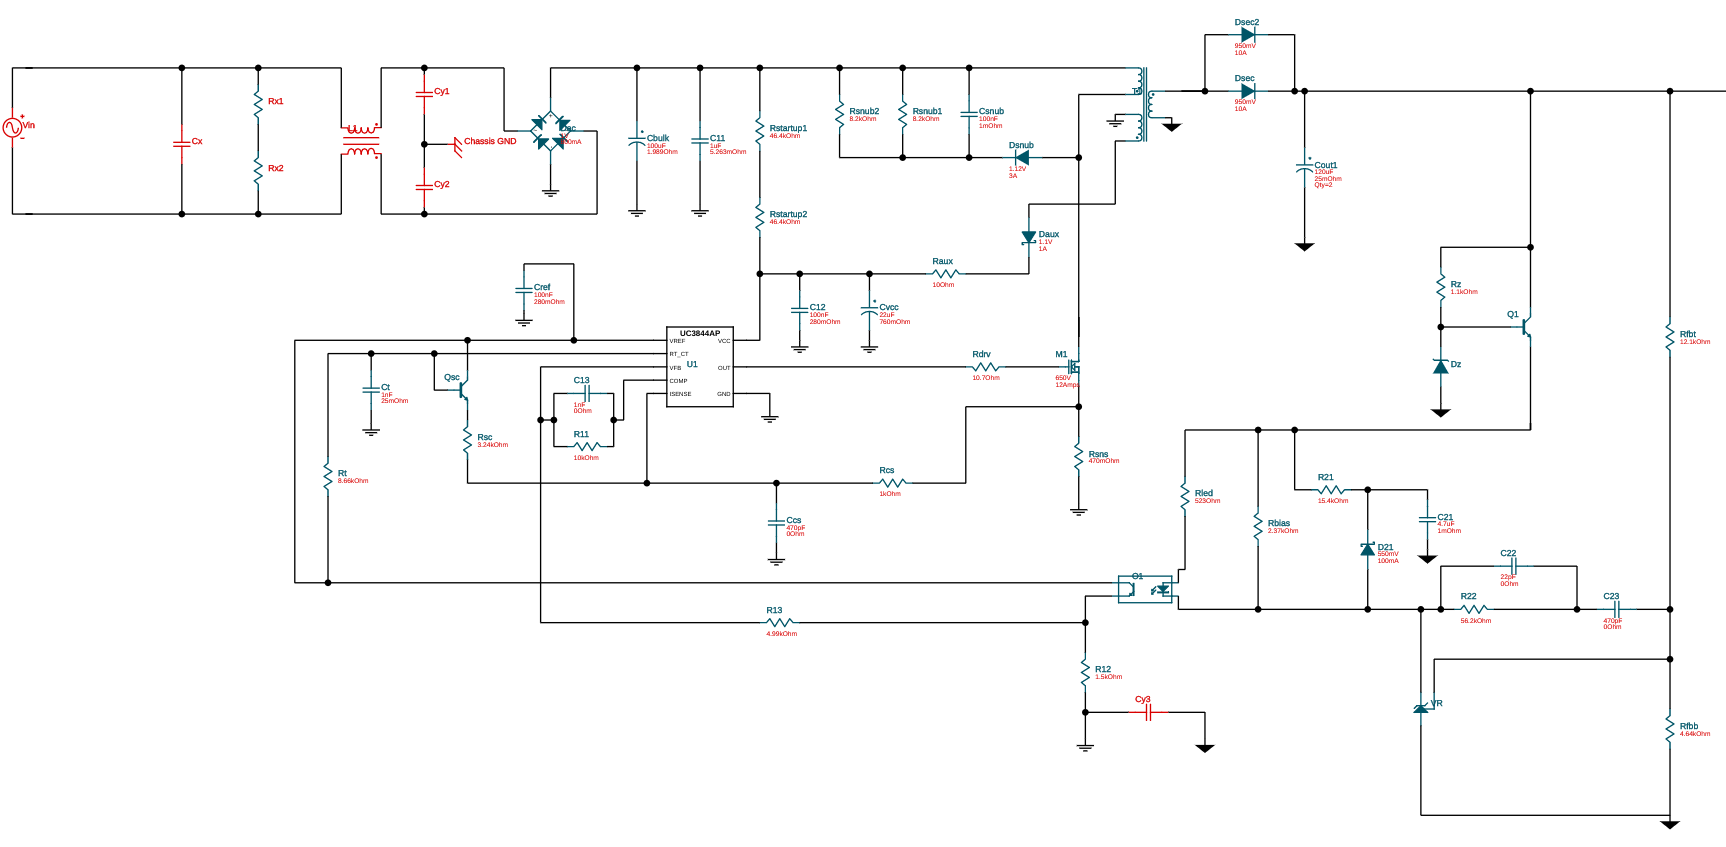 Dsec2
950mV
10A
Dsec
950mV
10A
Vin
Cx
Rx1
Rx2
Cy1
Cy2
Chassis GND
Cbulk
100uF
1.989Ohm
C11
1uF
5.263mOhm
Rstartup1
46.4kOhm
Rstartup2
46.4kOhm
Rsnub2
8.2kOhm
Rsnub1
8.2kOhm
Csnub
100nF
1mOhm
Dsnub
1.12V
3A
Cout1
120uF
25mOhm
Qty=2
Daux
1.1V
1A
Raux
10Ohm
Cref
100nF
280mOhm
C12
100nF
280mOhm
Cvcc
22uF
760mOhm
Rz
1.1kOhm
Q1
Dz
Rfbt
12.1kOhm
UC3844AP
VREF
RT_CT
VFB
COMP
ISENSE
VCC
OUT
GND
U1
Ct
1nF
25mOhm
Qsc
Rsc
3.24kOhm
C13
1nF
0Ohm
R11
10kOhm
Rdrv
10.7Ohm
M1
650V
12Amps
Rt
8.66kOhm
Rcs
1kOhm
Rsns
470mOhm
Ccs
470pF
0Ohm
Rled
523Ohm
Rbias
2.37kOhm
R21
15.4kOhm
C21
4.7uF
1mOhm
D21
550mV
100mA
C22
22pF
0Ohm
O1
R22
56.2kOhm
C23
470pF
0Ohm
R13
4.99kOhm
R12
1.5kOhm
Cy3
VR
Rfbb
4.64kOhm